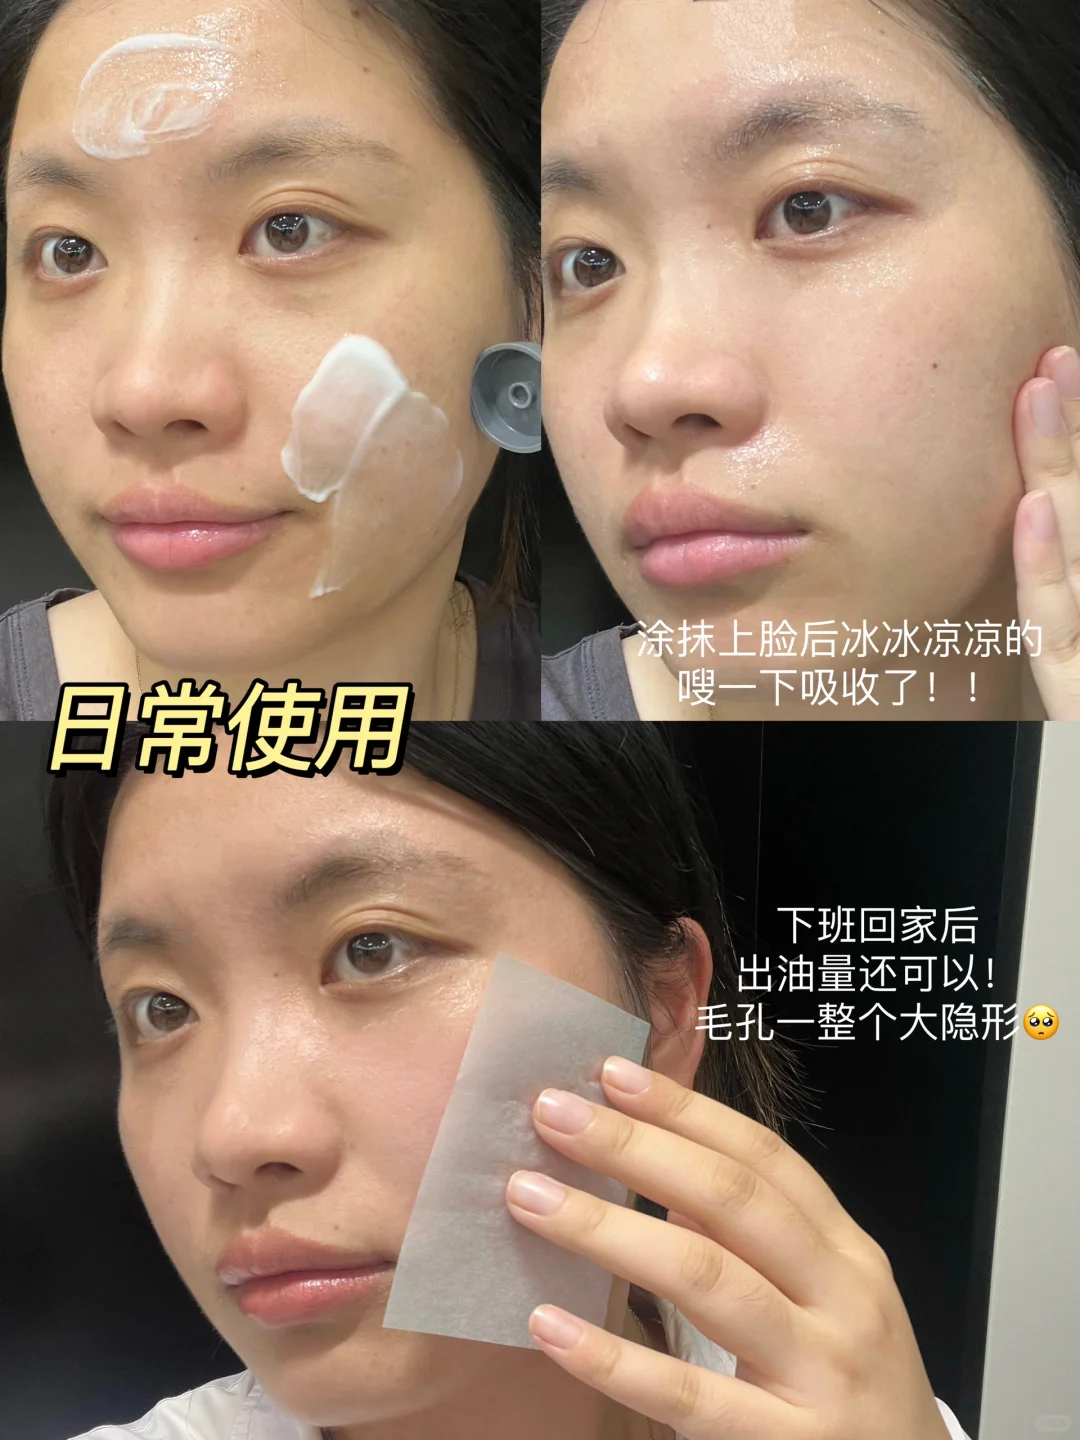 涂抹上脸后冰冰凉凉的
嗖一下吸收了！！
日常使用
下班回家后
出油量还可以！
毛孔一整个大隐形🥺